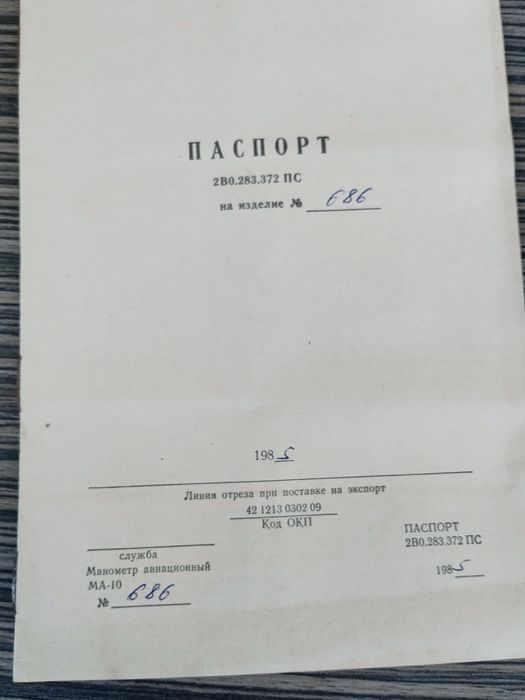 ПАСПОРТ
2В0.283.372 ПС
на изделие № 686
1985
Линия отреза при поставке на экспорт
42 1213 0302 09
Код ОКП
служба
Манометр авиационный
МА-10
№ 686
ПАСПОРТ
2В0.283.372 ПС
1985